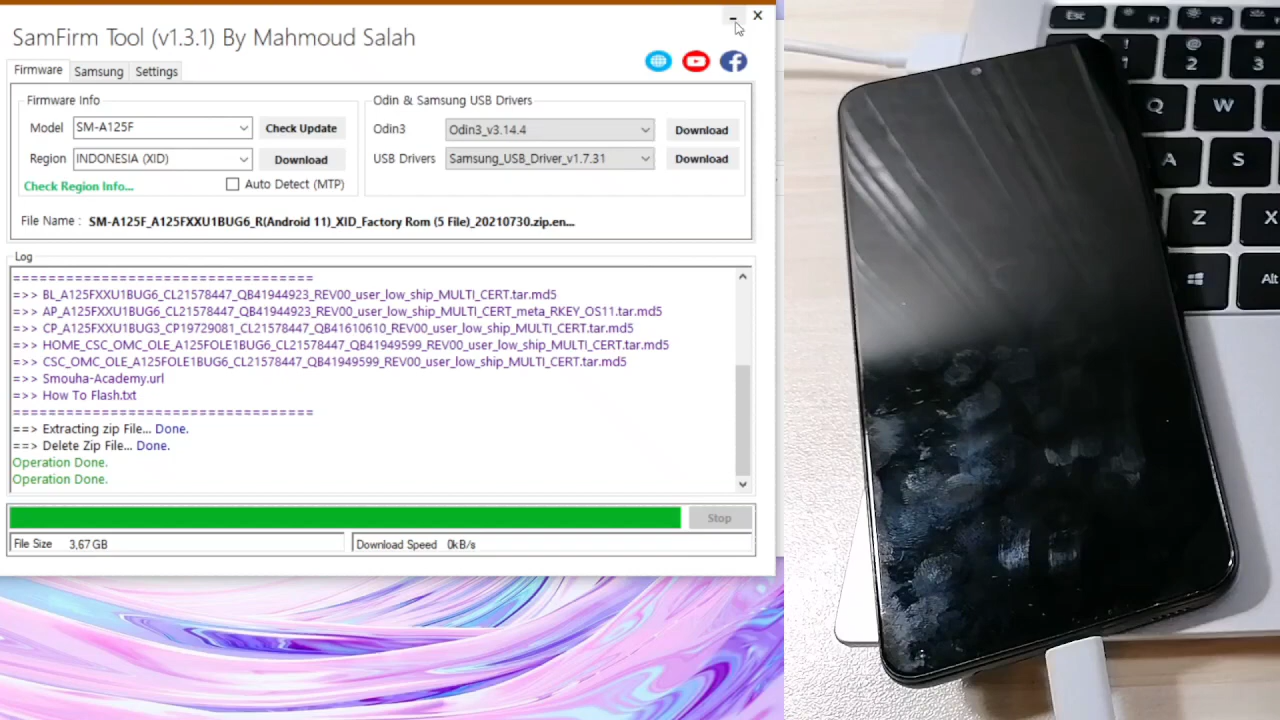 SamFirm Tool (v1.3.1) By Mahmoud Salah
Firmware
Samsung
Settings
Firmware Info
Model SM-A125F Check Update
Region INDONESIA (XID) Download
Check Region Info... Auto Detect (MTP)
Odin & Samsung USB Drivers
Odin3 Odin3_v3.14.4 Download
USB Drivers Samsung_USB_Driver_v1.7.31 Download
File Name : SM-A125F_A125FXXU1BUG6_R(Android 11)_XID_Factory Rom (5 File)_20210730.zip.en...
Log
==================================
=>> BL_A125FXXU1BUG6_CL21578447_QB41944923_REV00_user_low_ship_MULTI_CERT.tar.md5
=>> AP_A125FXXU1BUG6_CL21578447_QB41944923_REV00_user_low_ship_MULTI_CERT_meta_RKEY_OS11.tar.md5
=>> CP_A125FXXU1BUG3_CP19729081_CL21578447_QB41610610_REV00_user_low_ship_MULTI_CERT.tar.md5
=>> HOME_CSC_OMC_OLE_A125FOLE1BUG6_CL21578447_QB41949599_REV00_user_low_ship_MULTI_CERT.tar.md5
=>> CSC_OMC_OLE_A125FOLE1BUG6_CL21578447_QB41949599_REV00_user_low_ship_MULTI_CERT.tar.md5
=>> Smouha-Academy.url
=>> How To Flash.txt
==================================
==> Extracting zip File... Done.
==> Delete Zip File... Done.
Operation Done.
Operation Done.
Stop
File Size 3,67 GB
Download Speed 0kB/s
Esc F1 F2
! 1 @ 2 # 3
Q W
A S
Z X
Alt